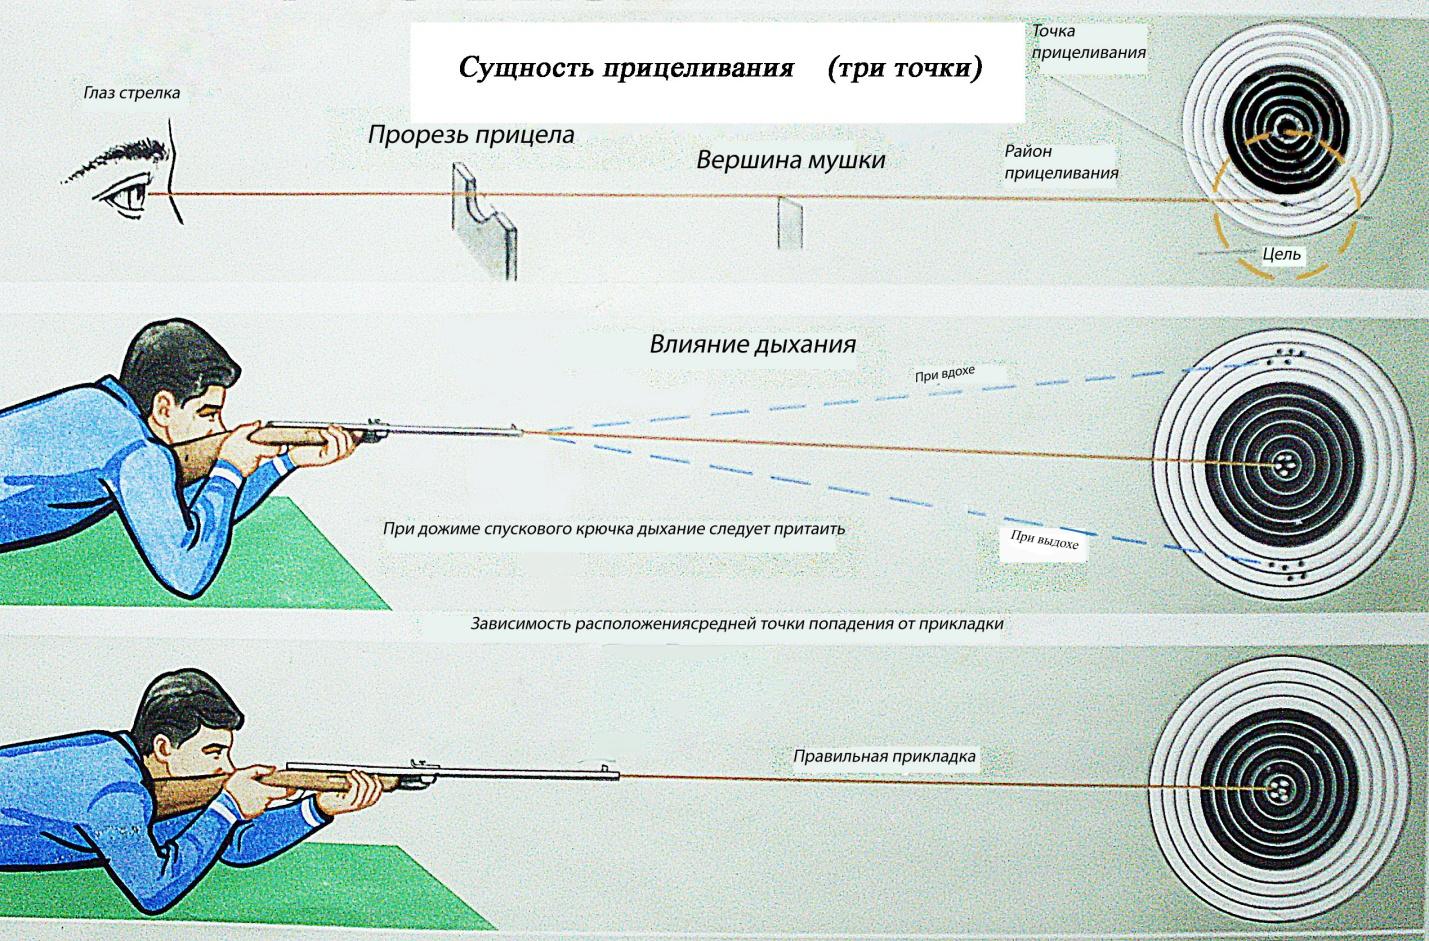 Сущность прицеливания (три точки)
Точка
прицеливания
Глаз стрелка
Прорезь прицела
Вершина мушки
Район
прицеливания
Цель
Влияние дыхания
При вдохе
При дожиме спускового крючка дыхание следует притаить
При выдохе
Зависимость расположениясредней точки попадения от прикладки
Правильная прикладка